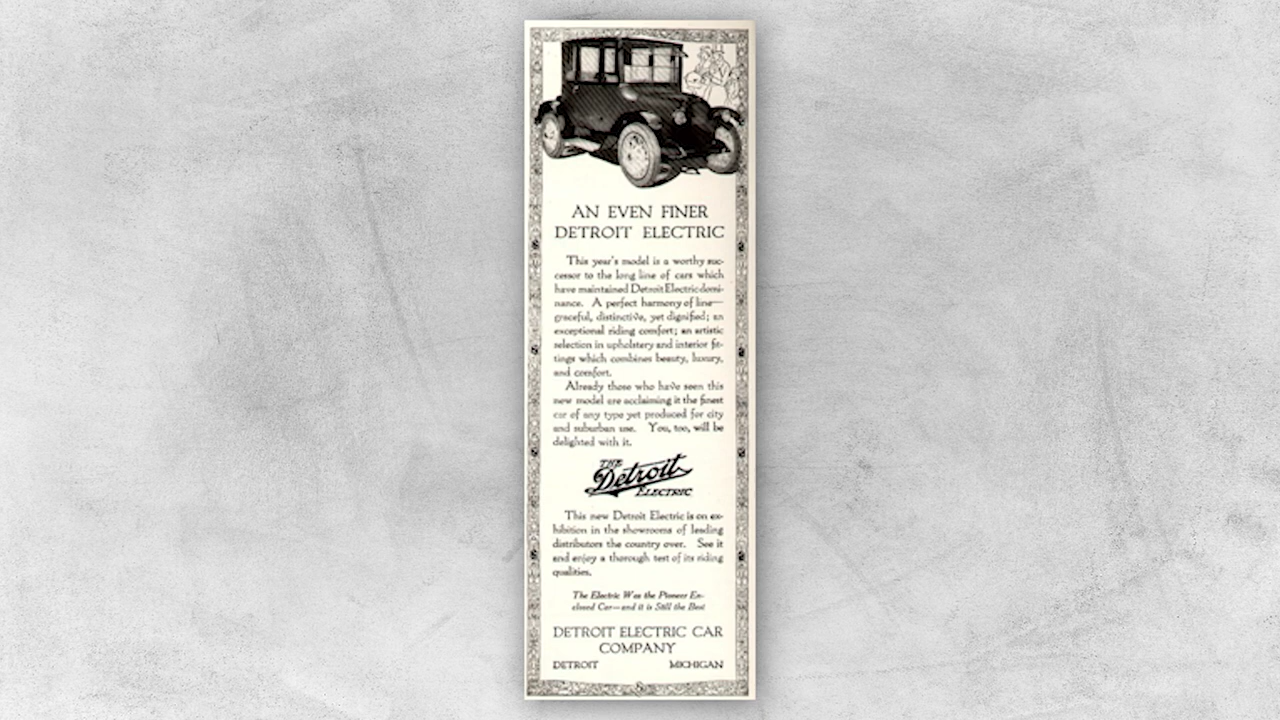 AN EVEN FINER
DETROIT ELECTRIC
This year's model is a worthy suc-
cessor to the long line of cars which
have maintained Detroit Electric domi-
nance. A perfect harmony of line—
graceful, distinctive, yet dignified; an
exceptional riding comfort; an artistic
selection in upholstery and interior fit-
tings which combines beauty, luxury,
and comfort.
Already those who have seen this
new model are acclaiming it the finest
car of any type yet produced for city
and suburban use. You, too, will be
delighted with it.
THE
Detroit
ELECTRIC
This new Detroit Electric is on ex-
hibition in the showrooms of leading
distributors the country over. See it
and enjoy a thorough test of its riding
qualities.
The Electric Was the Pioneer En-
closed Car—and it is Still the Best
DETROIT ELECTRIC CAR
COMPANY
DETROIT MICHIGAN